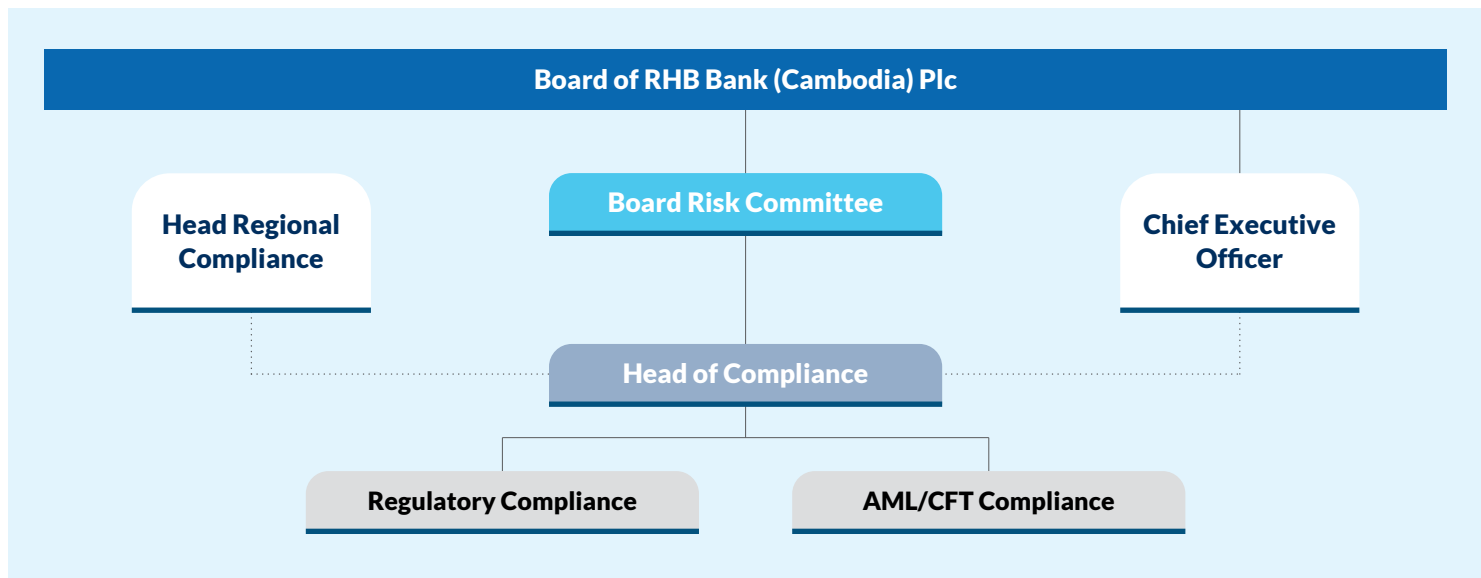 Board of RHB Bank (Cambodia) Plc
Head Regional
Compliance
Board Risk Committee
Chief Executive
Officer
Head of Compliance
Regulatory Compliance
AML/CFT Compliance